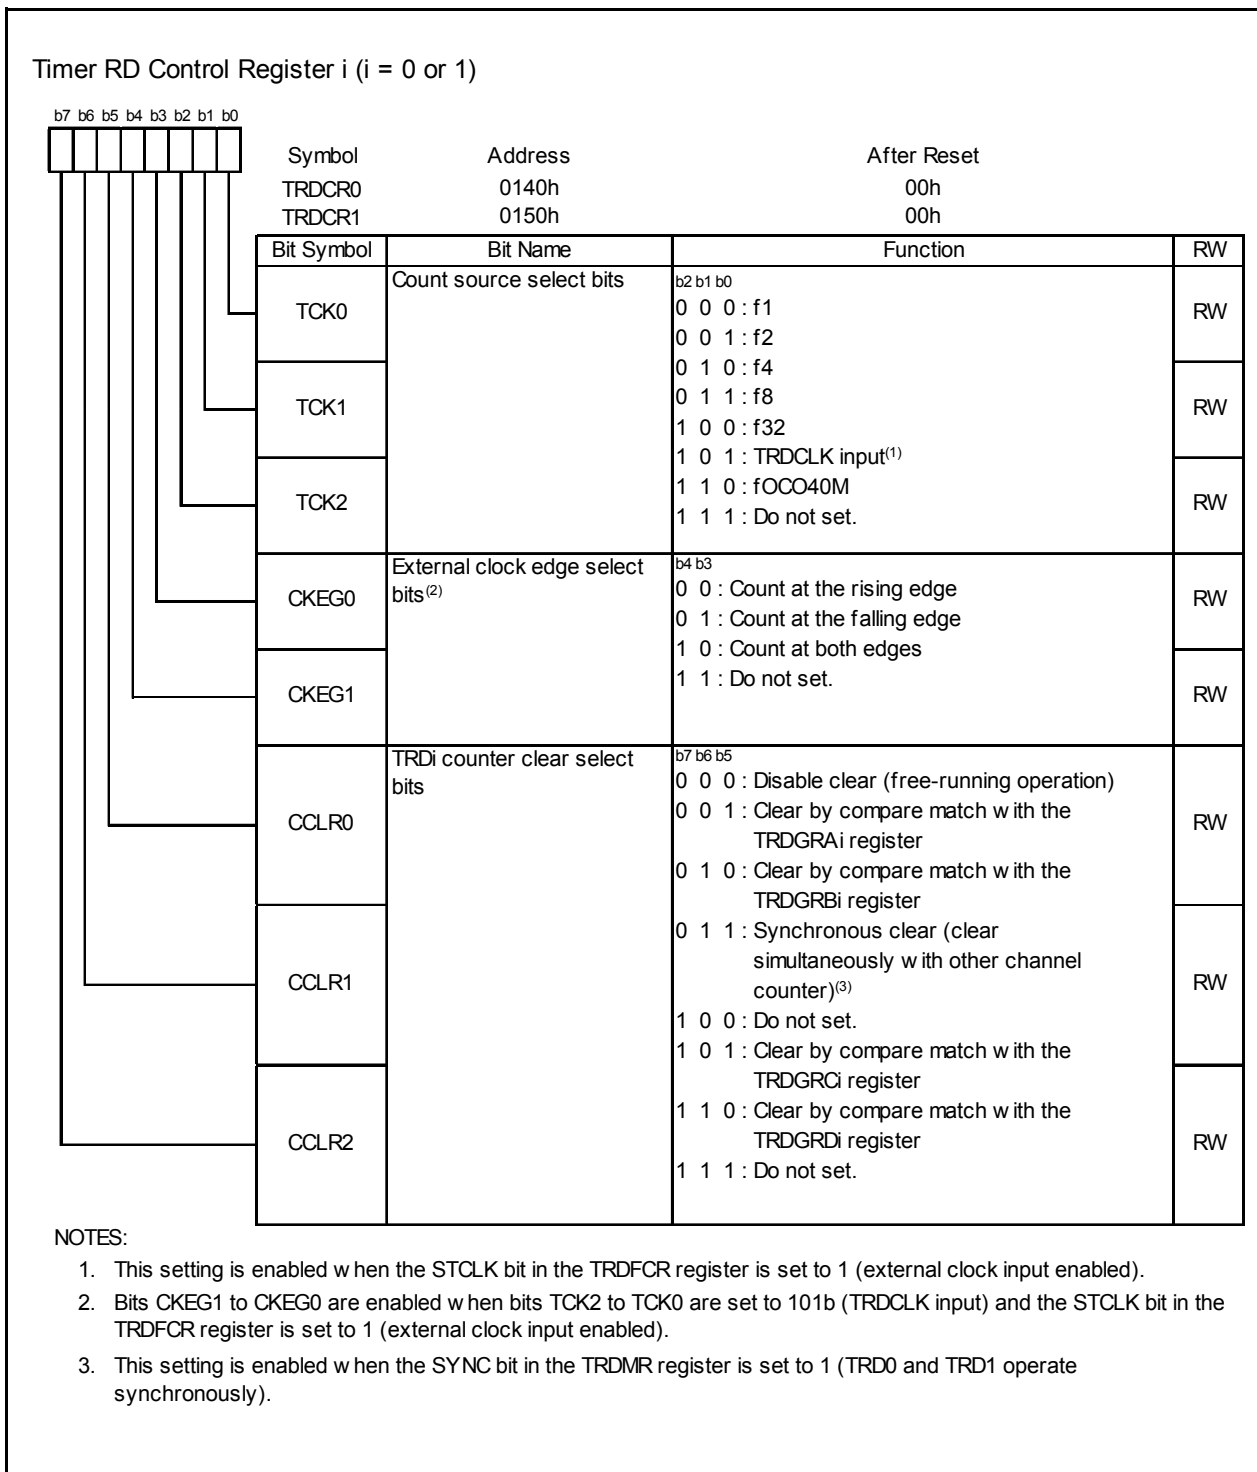 Timer RD Control Register i (i = 0 or 1)
b7 b6 b5 b4 b3 b2 b1 b0
Symbol Address After Reset
TRDCR0 0140h 00h
TRDCR1 0150h 00h
Bit Symbol Bit Name Function RW
TCK0 Count source select bits b2 b1 b0
0 0 0 : f1 RW
0 0 1 : f2
0 1 0 : f4
TCK1 0 1 1 : f8 RW
1 0 0 : f32
1 0 1 : TRDCLK input(1)
TCK2 1 1 0 : fOCO40M RW
1 1 1 : Do not set.
CKEG0 External clock edge select bits(2) b4 b3
0 0 : Count at the rising edge RW
0 1 : Count at the falling edge
1 0 : Count at both edges
CKEG1 1 1 : Do not set. RW
TRDi counter clear select b7 b6 b5
bits 0 0 0 : Disable clear (free-running operation)
CCLR0 0 0 1 : Clear by compare match with the RW
TRDGRAi register
0 1 0 : Clear by compare match with the
TRDGRBi register
0 1 1 : Synchronous clear (clear
simultaneously with other channel
CCLR1 counter)(3) RW
1 0 0 : Do not set.
1 0 1 : Clear by compare match with the
TRDGRCi register
1 1 0 : Clear by compare match with the
CCLR2 TRDGRDi register RW
1 1 1 : Do not set.
NOTES:
1. This setting is enabled when the STCLK bit in the TRDFCR register is set to 1 (external clock input enabled).
2. Bits CKEG1 to CKEG0 are enabled when bits TCK2 to TCK0 are set to 101b (TRDCLK input) and the STCLK bit in the
TRDFCR register is set to 1 (external clock input enabled).
3. This setting is enabled when the SYNC bit in the TRDMR register is set to 1 (TRD0 and TRD1 operate
synchronously).